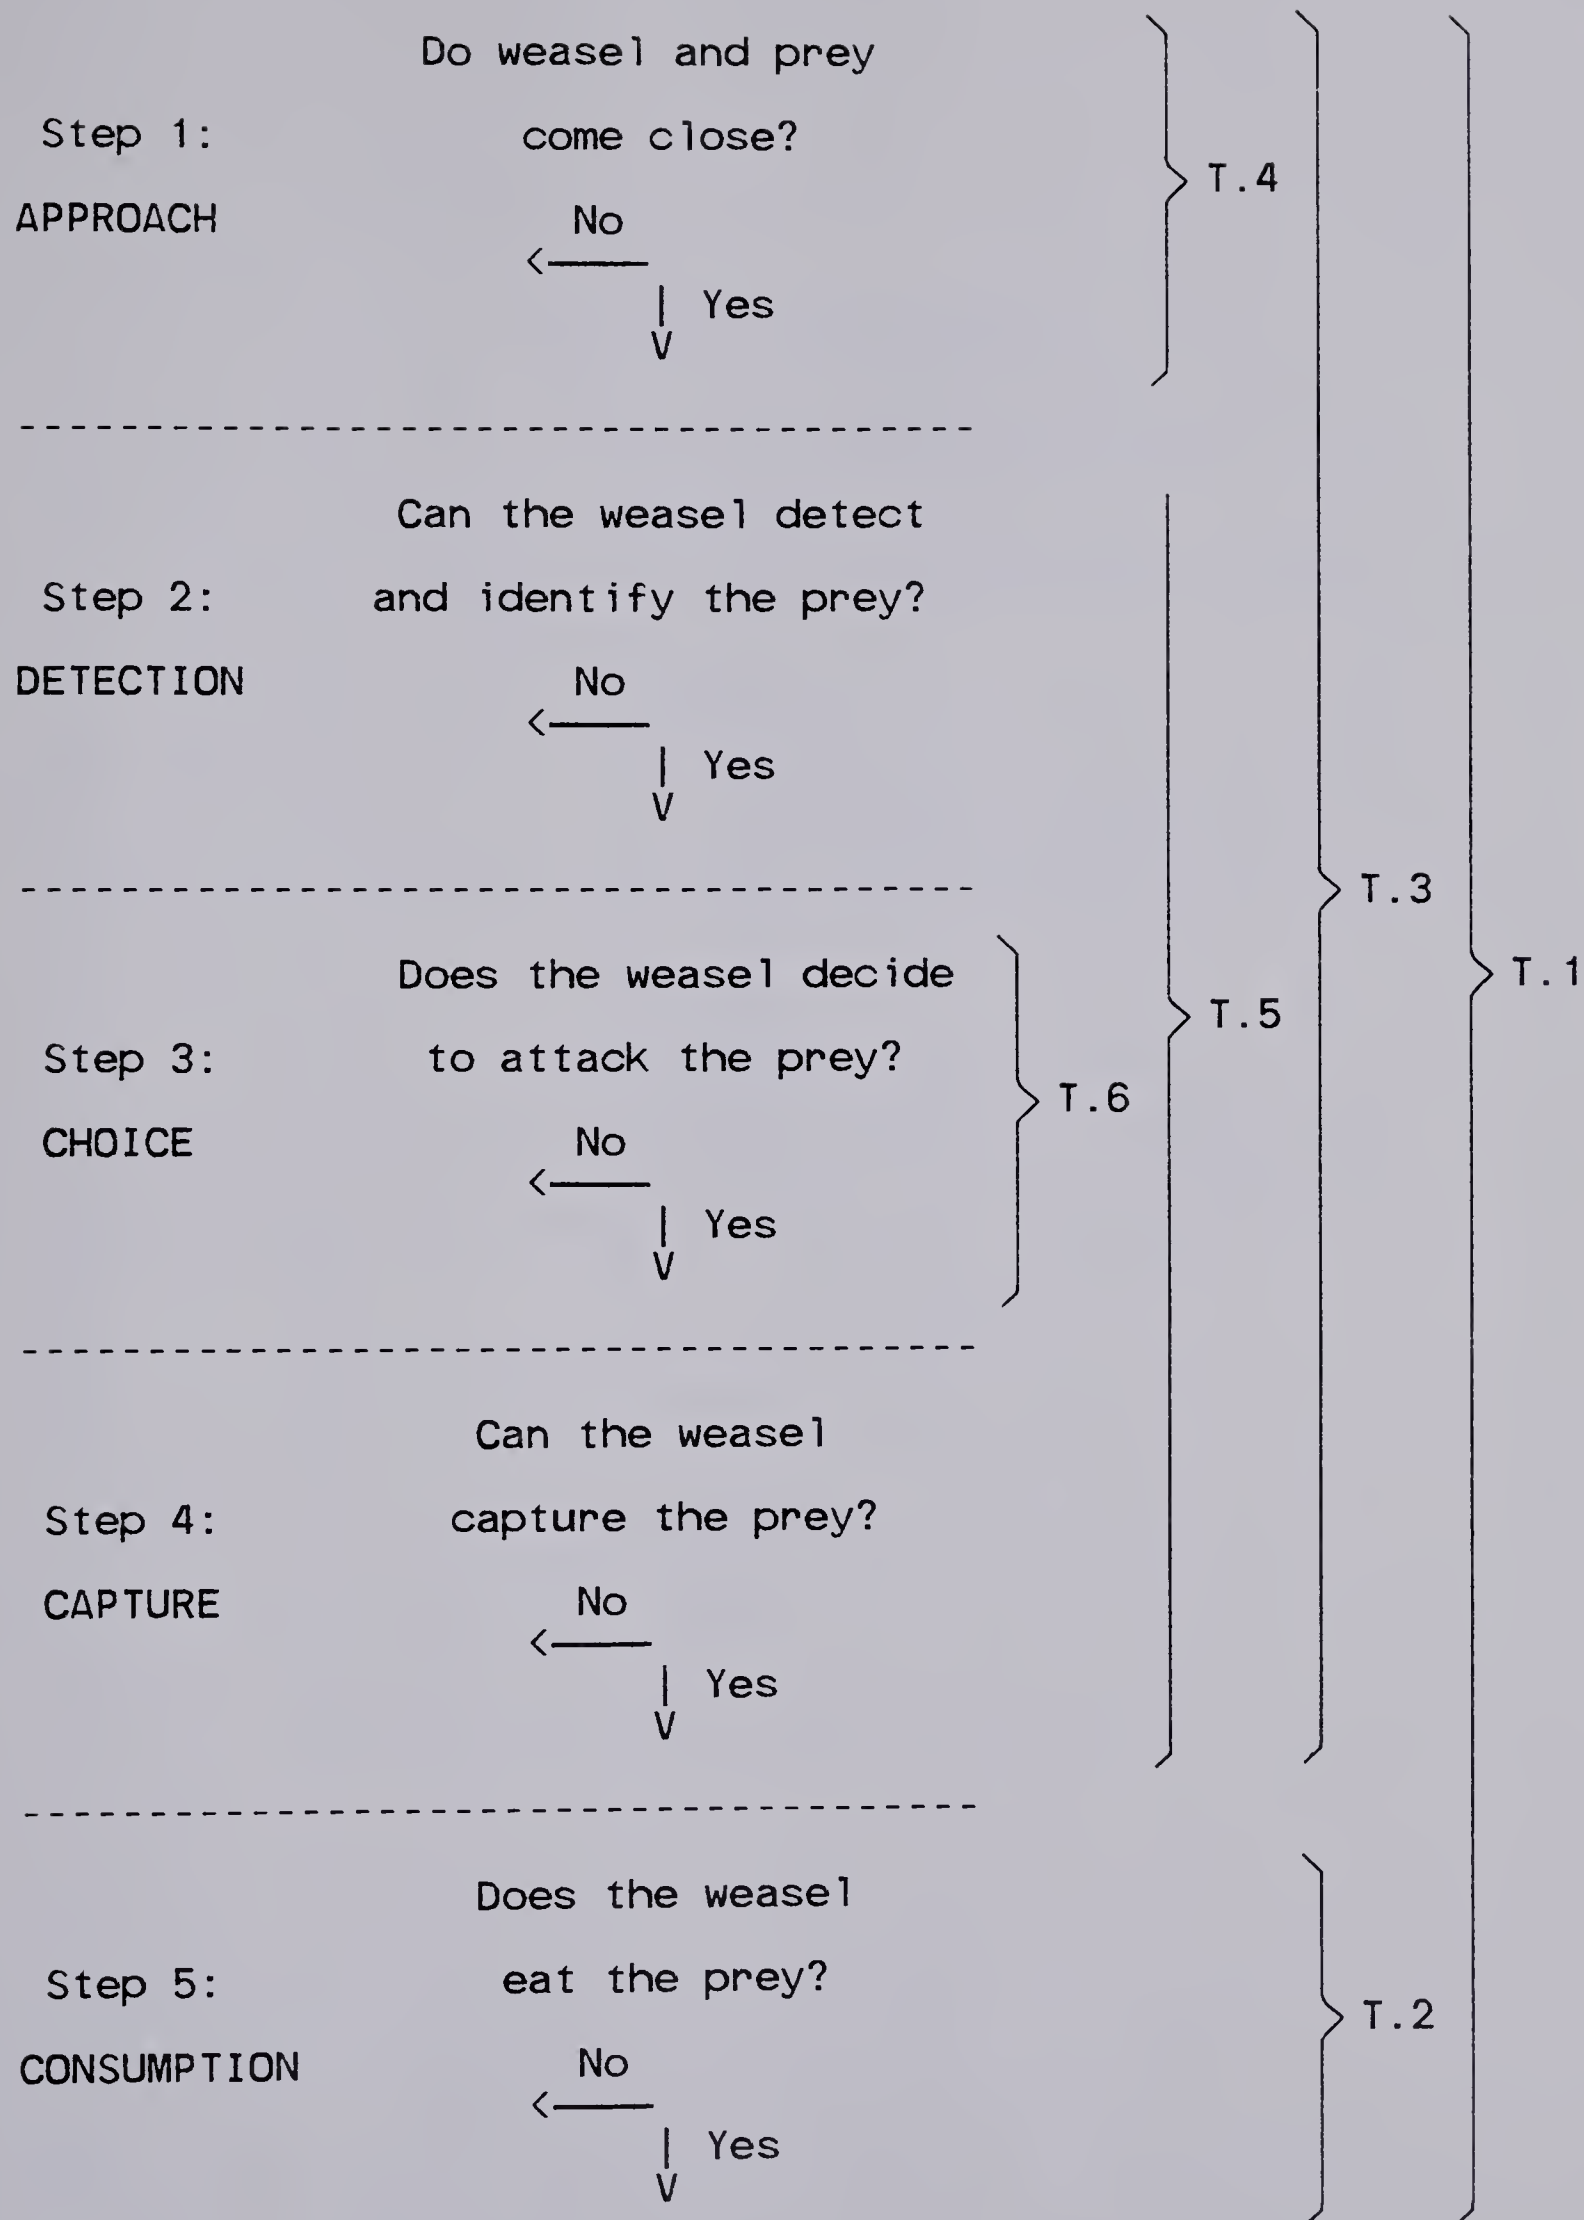 Do weasel and prey
Step 1: come close?
T.4
APPROACH No
Yes
Can the weasel detect
Step 2: and identify the prey?
DETECTION No
Yes
T.3
Does the weasel decide
T.1
T.5
Step 3: to attack the prey?
T.6
CHOICE No
Yes
Can the weasel
Step 4: capture the prey?
CAPTURE No
Yes
Does the weasel
Step 5: eat the prey?
T.2
CONSUMPTION No
Yes